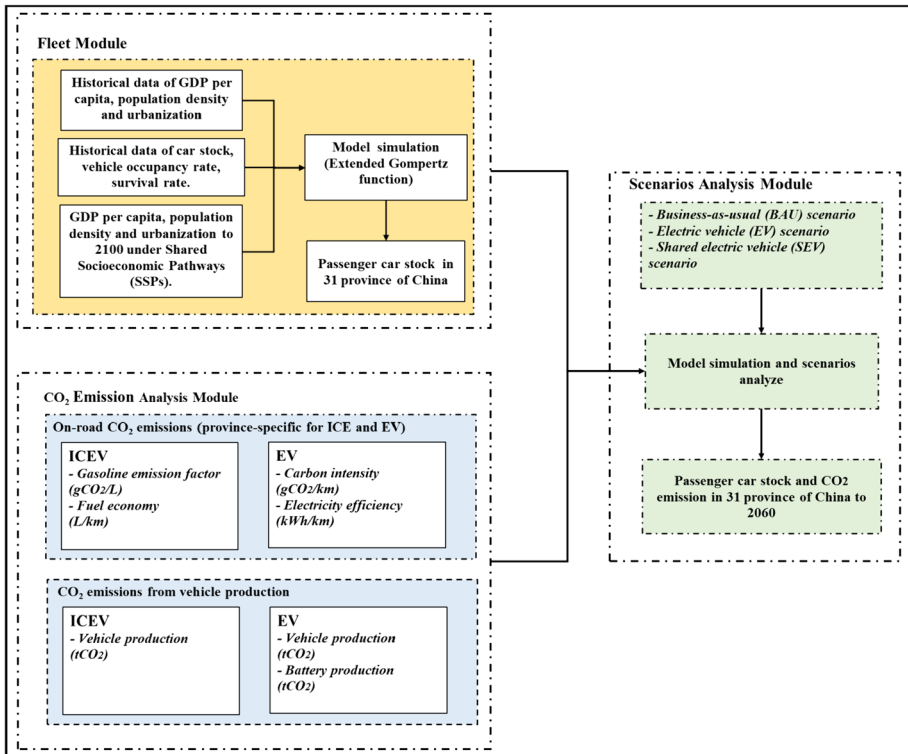 Fleet Module
Historical data of GDP per
capita, population density
and urbanization
Historical data of car stock,
vehicle occupancy rate,
survival rate.
GDP per capita, population
density and urbanization to
2100 under Shared
Socioeconomic Pathways
(SSPs).
Model simulation
(Extended Gompertz
function)
Passenger car stock in
31 province of China
CO₂ Emission Analysis Module
On-road CO₂ emissions (province-specific for ICE and EV)
ICEV
- Gasoline emission factor
(gCO2/L)
- Fuel economy
(L/km)
EV
- Carbon intensity
(gCO2/km)
- Electricity efficiency
(kWh/km)
CO₂ emissions from vehicle production
ICEV
- Vehicle production
(tCO2)
EV
- Vehicle production
(tCO2)
- Battery production
(tCO2)
Scenarios Analysis Module
- Business-as-usual (BAU) scenario
- Electric vehicle (EV) scenario
- Shared electric vehicle (SEV)
scenario
Model simulation and scenarios
analyze
Passenger car stock and CO2
emission in 31 province of China to
2060